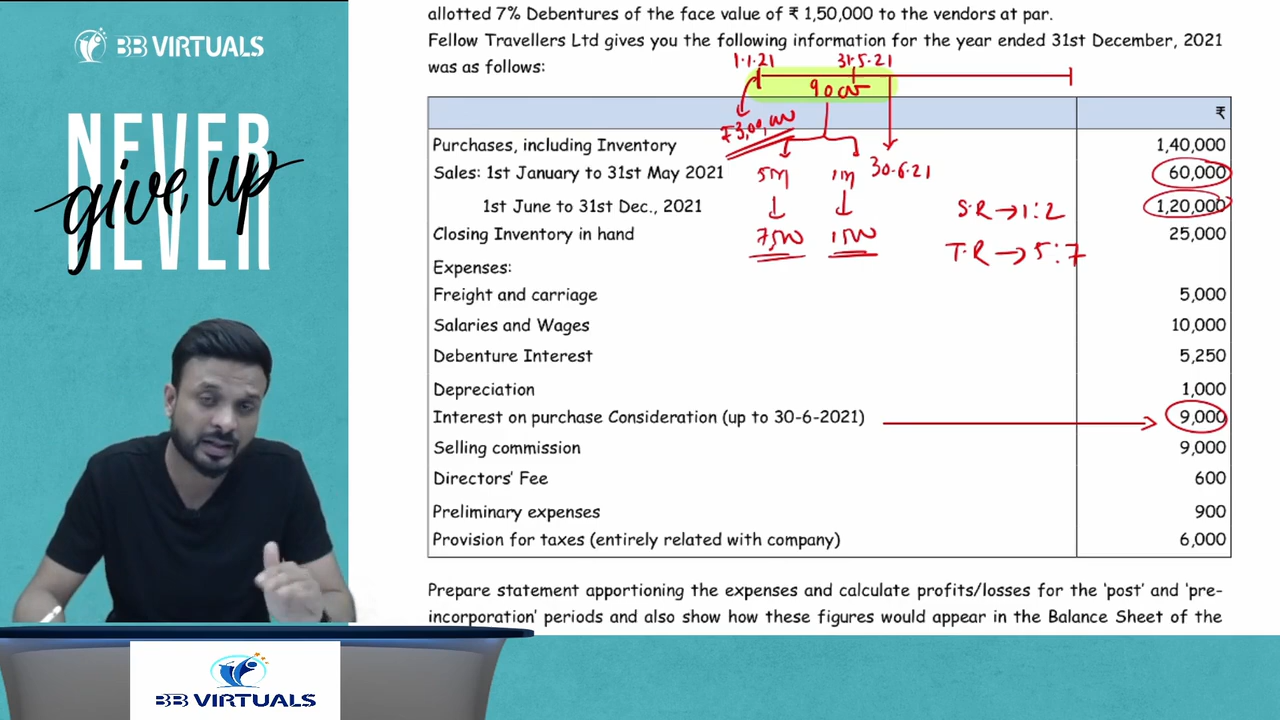 BB VIRTUALS
NEVER
give up
NEVER
allotted 7% Debentures of the face value of ₹ 1,50,000 to the vendors at par.
Fellow Travellers Ltd gives you the following information for the year ended 31st December, 2021
was as follows:
1.1.21 31.5.21
9000
₹
₹3,00,000
Purchases, including Inventory 1,40,000
Sales: 1st January to 31st May 2021 60,000
5m 1m 30.6.21
1st June to 31st Dec., 2021 1,20,000
S.R → 1:2
Closing Inventory in hand 25,000
7500 1500
T.R → 5:7
Expenses:
Freight and carriage 5,000
Salaries and Wages 10,000
Debenture Interest 5,250
Depreciation 1,000
Interest on purchase Consideration (up to 30-6-2021) 9,000
Selling commission 9,000
Directors' Fee 600
Preliminary expenses 900
Provision for taxes (entirely related with company) 6,000
Prepare statement apportioning the expenses and calculate profits/losses for the 'post' and 'pre-
incorporation' periods and also show how these figures would appear in the Balance Sheet of the
BB VIRTUALS